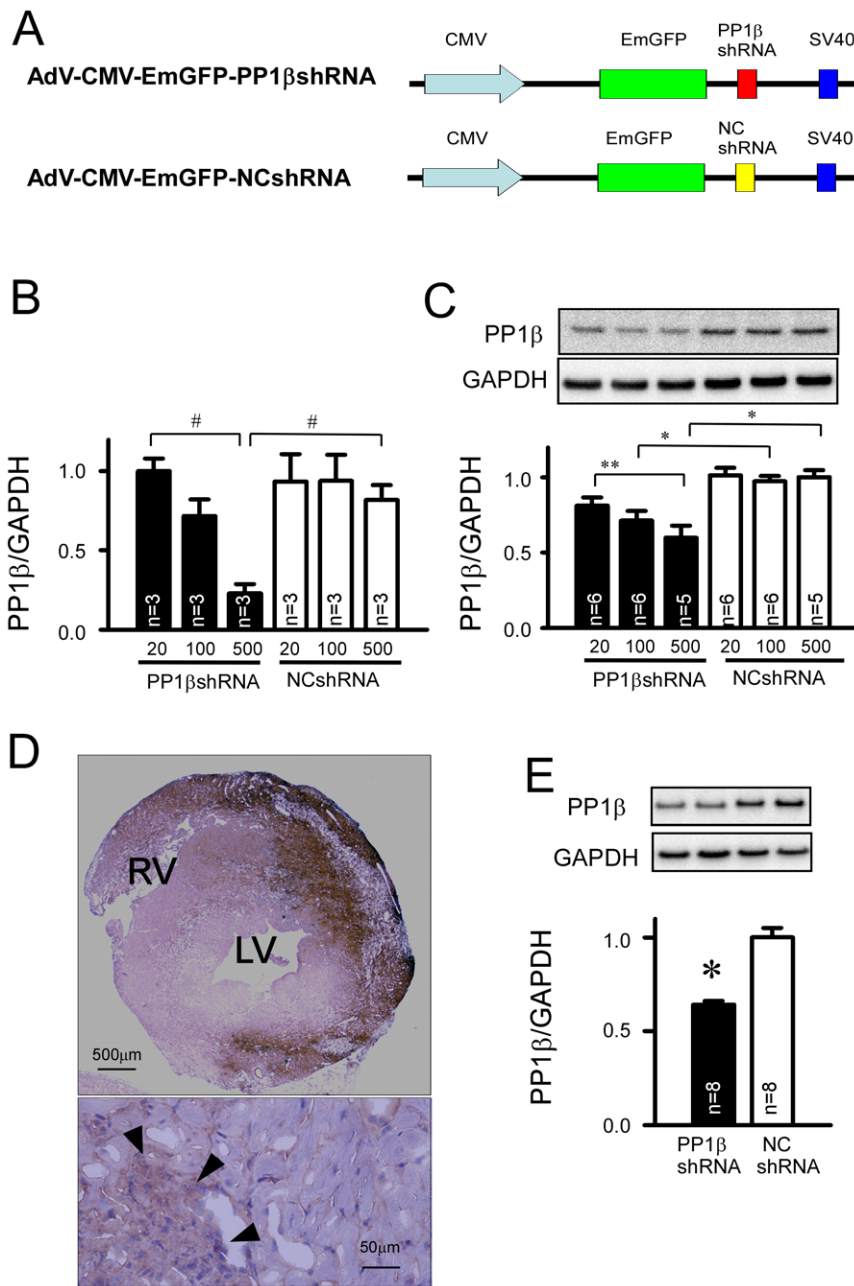 A
CMV EmGFP PP1β shRNA SV40
AdV-CMV-EmGFP-PP1βshRNA
CMV EmGFP NC shRNA SV40
AdV-CMV-EmGFP-NCshRNA
B
# #
PP1β/GAPDH
1.0
0.5
0.0
n=3 n=3 n=3 n=3 n=3 n=3
20 100 500 20 100 500
PP1βshRNA NCshRNA
C
PP1β
GAPDH
*
*
**
PP1β/GAPDH
1.0
0.5
0.0
n=6 n=6 n=5 n=6 n=6 n=5
20 100 500 20 100 500
PP1βshRNA NCshRNA
D
RV
LV
500μm
50μm
E
PP1β
GAPDH
PP1β/GAPDH
1.0
0.5
0.0
*
n=8 n=8
PP1β NC
shRNA shRNA